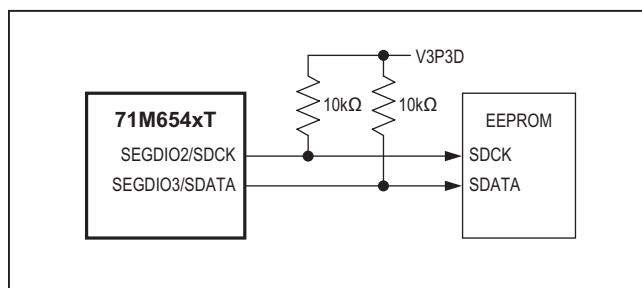 V3P3D
10kΩ
10kΩ
71M654xT
EEPROM
SEGDIO2/SDCK
SDCK
SEGDIO3/SDATA
SDATA